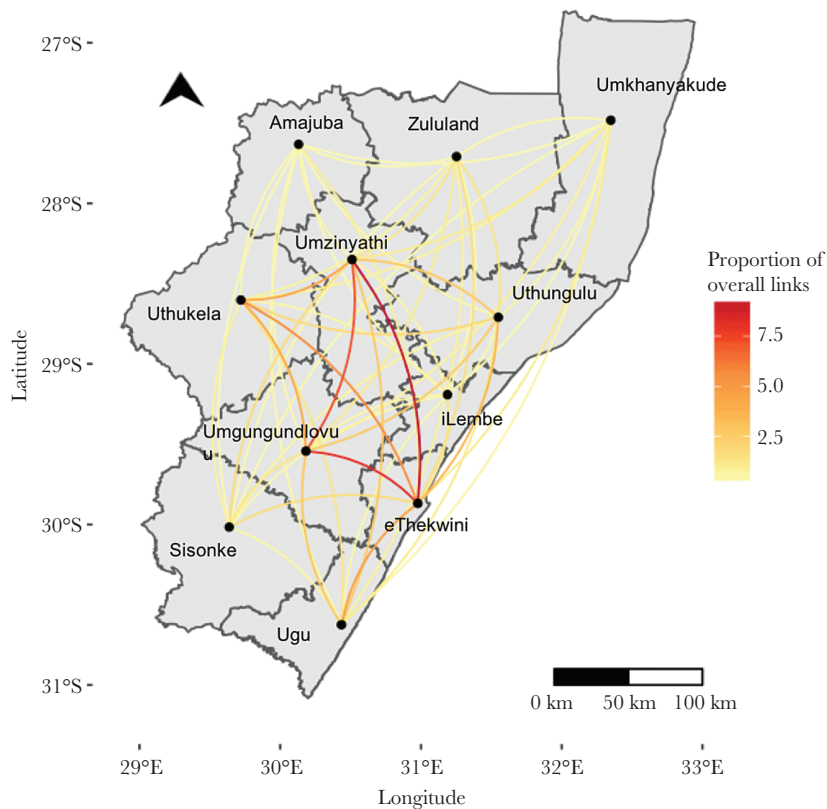 27°S
28°S
29°S
30°S
31°S
Latitude
Umkhanyakude
Amajuba
Zululand
Umzinyathi
Uthukela
Uthungulu
iLembe
Umgungundlovu
u
eThekwini
Sisonke
Ugu
Proportion of
overall links
7.5
5.0
2.5
0 km
50 km
100 km
29°E
30°E
31°E
32°E
33°E
Longitude